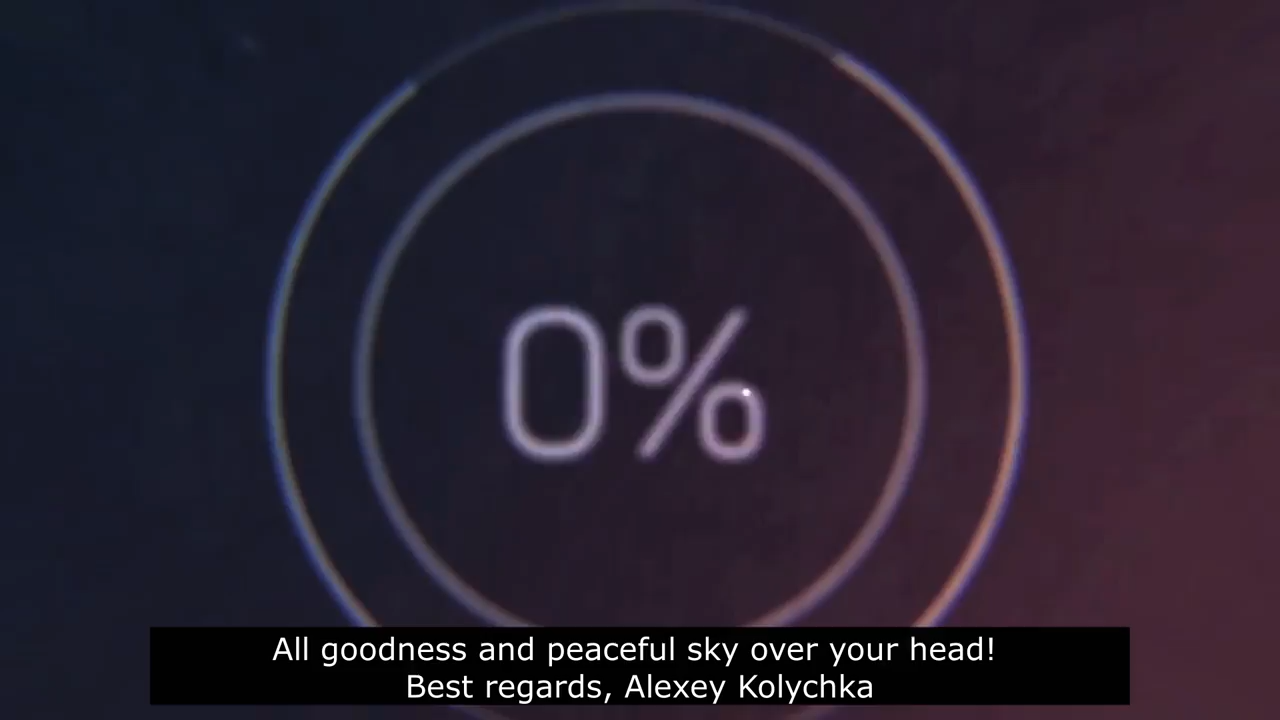 0%
All goodness and peaceful sky over your head!
Best regards, Alexey Kolychka